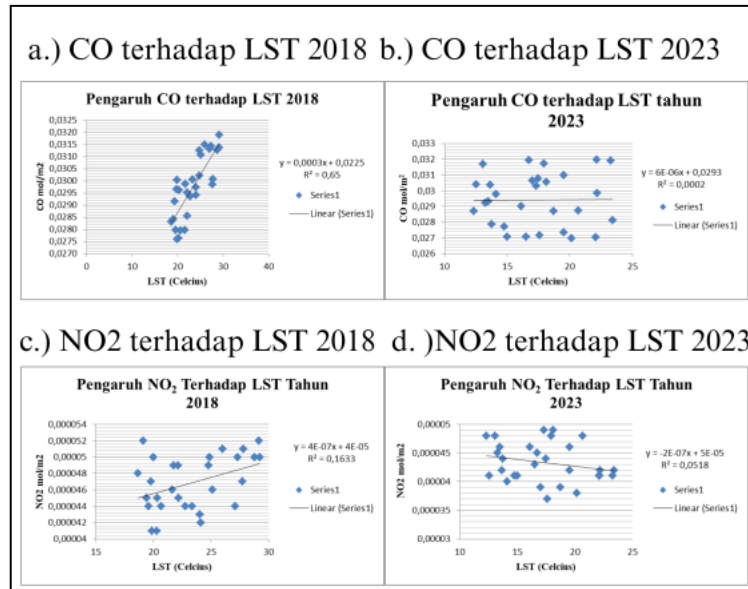 a.) CO terhadap LST 2018 b.) CO terhadap LST 2023
Pengaruh CO terhadap LST 2018
CO mol/m2
0,0320
0,0315
0,0310
0,0305
0,0300
0,0295
0,0290
0,0285
0,0280
0,0275
0,0270
0 10 20 30 40
LST (Celcius)
y = 0,0003x + 0,0225
R² = 0,65
Series1
Linear (Series1)
Pengaruh CO terhadap LST tahun
2023
CO mol/m²
0,033
0,032
0,031
0,03
0,029
0,028
0,027
0,026
10 15 20 25
LST (Celcius)
y = 6E-06x + 0,0293
R² = 0,0002
Series1
Linear (Series1)
c.) NO2 terhadap LST 2018 d. )NO2 terhadap LST 2023
Pengaruh NO₂ Terhadap LST Tahun
2018
NO2 mol/m2
0,000054
0,000052
0,00005
0,000048
0,000046
0,000044
0,000042
0,00004
15 20 25 30
LST (Celcius)
y = 4E-07x + 4E-05
R² = 0,1633
Series1
Linear (Series1)
Pengaruh NO₂ Terhadap LST Tahun
2023
NO2 mol/m2
0,00005
0,000045
0,00004
0,000035
0,00003
10 15 20 25
LST (Celcius)
y = -2E-07x + 5E-05
R² = 0,0518
Series1
Linear (Series1)